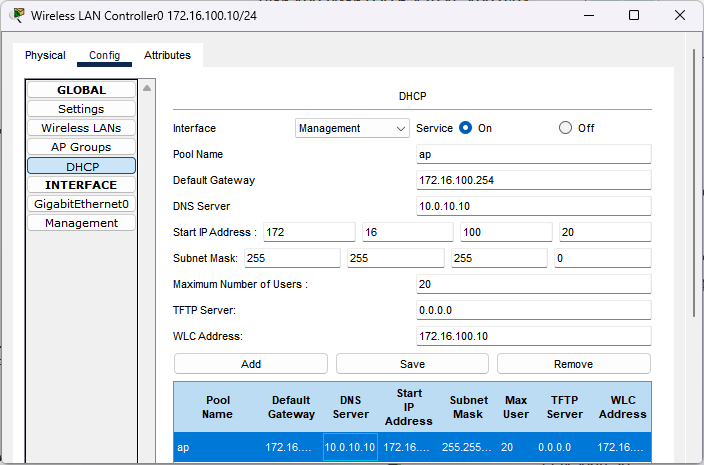 Wireless LAN Controller0 172.16.100.10/24
Physical Config Attributes
GLOBAL
Settings
Wireless LANs
AP Groups
DHCP
INTERFACE
GigabitEthernet0
Management
DHCP
Interface Management Service On Off
Pool Name ap
Default Gateway 172.16.100.254
DNS Server 10.0.10.10
Start IP Address : 172 16 100 20
Subnet Mask: 255 255 255 0
Maximum Number of Users : 20
TFTP Server: 0.0.0.0
WLC Address: 172.16.100.10
Add Save Remove
Pool Name Default Gateway DNS Server Start IP Address Subnet Mask Max User TFTP Server WLC Address
ap 172.16.... 10.0.10.10 172.16.... 255.255... 20 0.0.0.0 172.16....